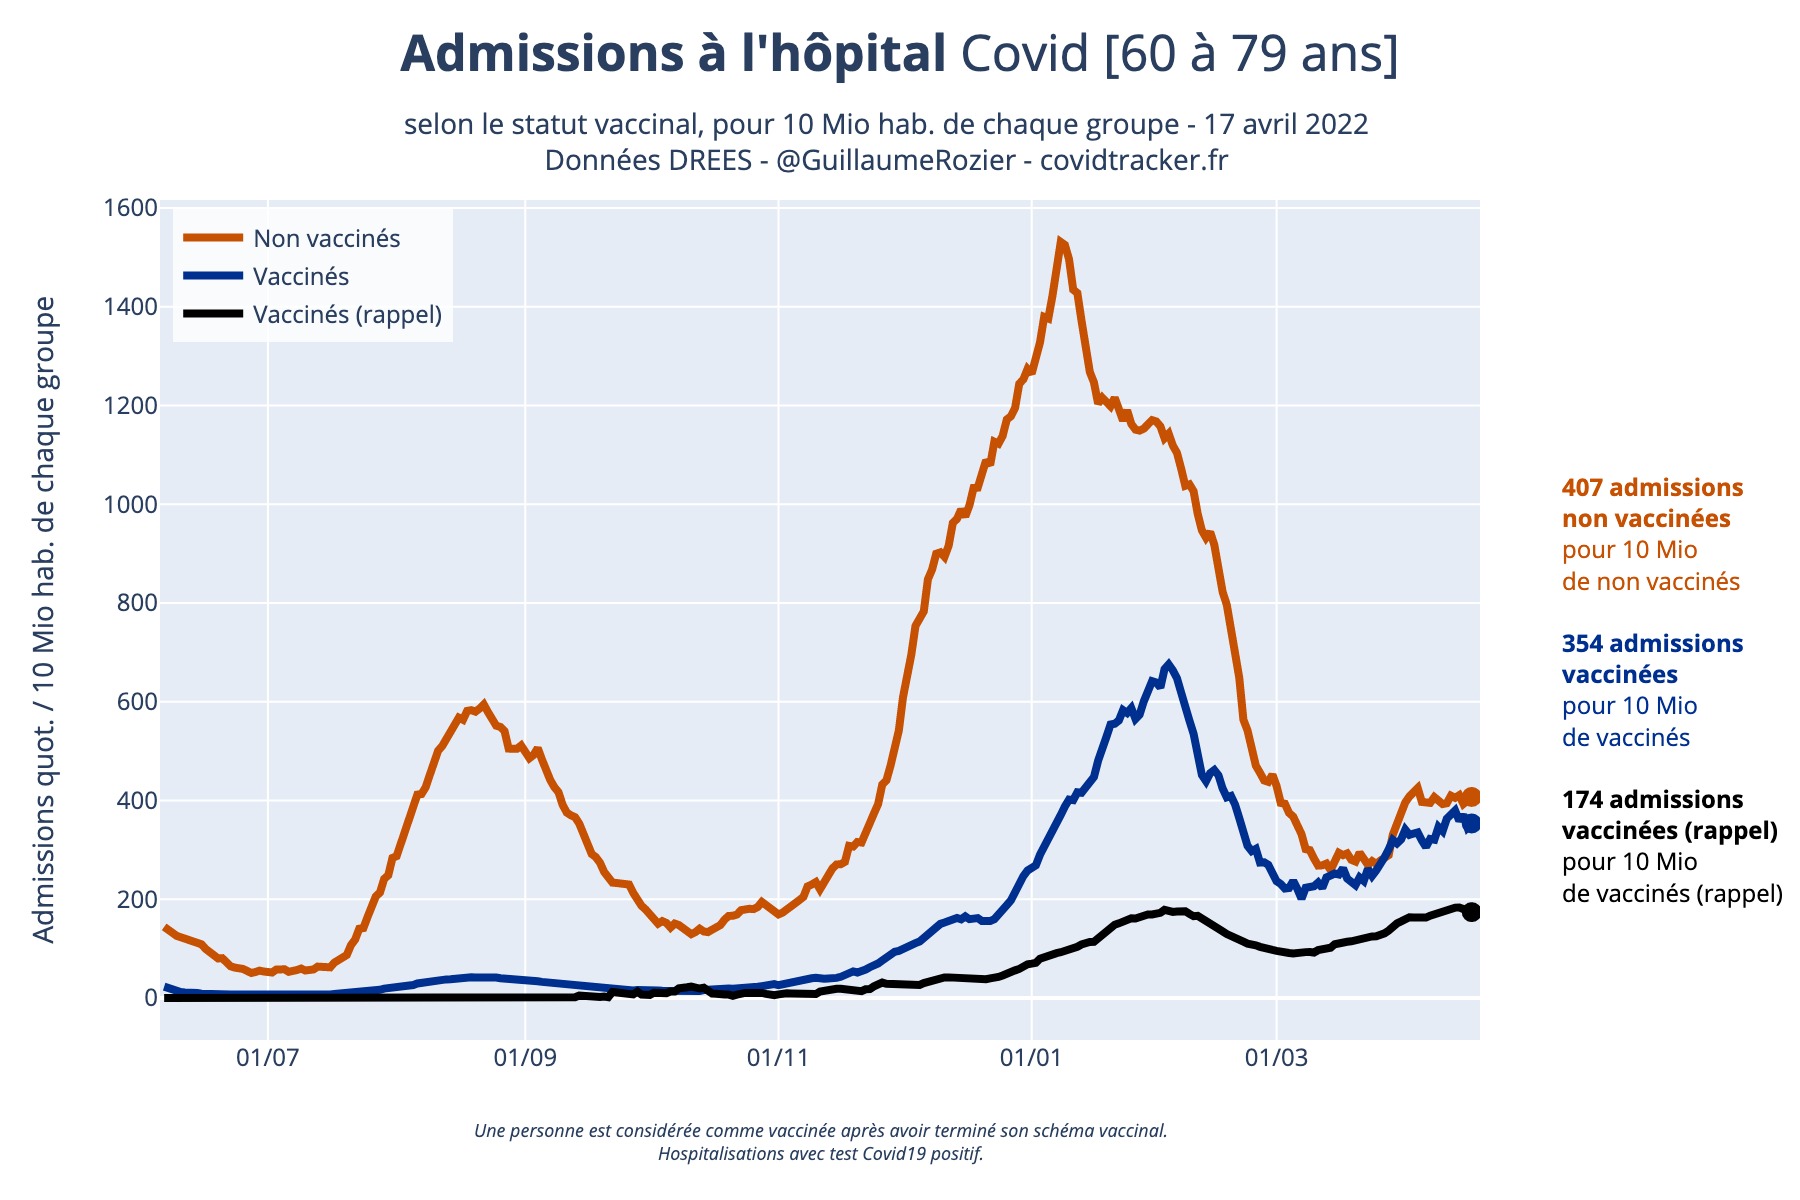 Admissions à l'hôpital Covid [60 à 79 ans]
selon le statut vaccinal, pour 10 Mio hab. de chaque groupe - 17 avril 2022
Données DREES - @GuillaumeRozier - covidtracker.fr
Admissions quot. / 10 Mio hab. de chaque groupe
1600
1400
1200
1000
800
600
400
200
0
Non vaccinés
Vaccinés
Vaccinés (rappel)
01/07
01/09
01/11
01/01
01/03
407 admissions
non vaccinées
pour 10 Mio
de non vaccinés
354 admissions
vaccinées
pour 10 Mio
de vaccinés
174 admissions
vaccinées (rappel)
pour 10 Mio
de vaccinés (rappel)
Une personne est considérée comme vaccinée après avoir terminé son schéma vaccinal.
Hospitalisations avec test Covid19 positif.